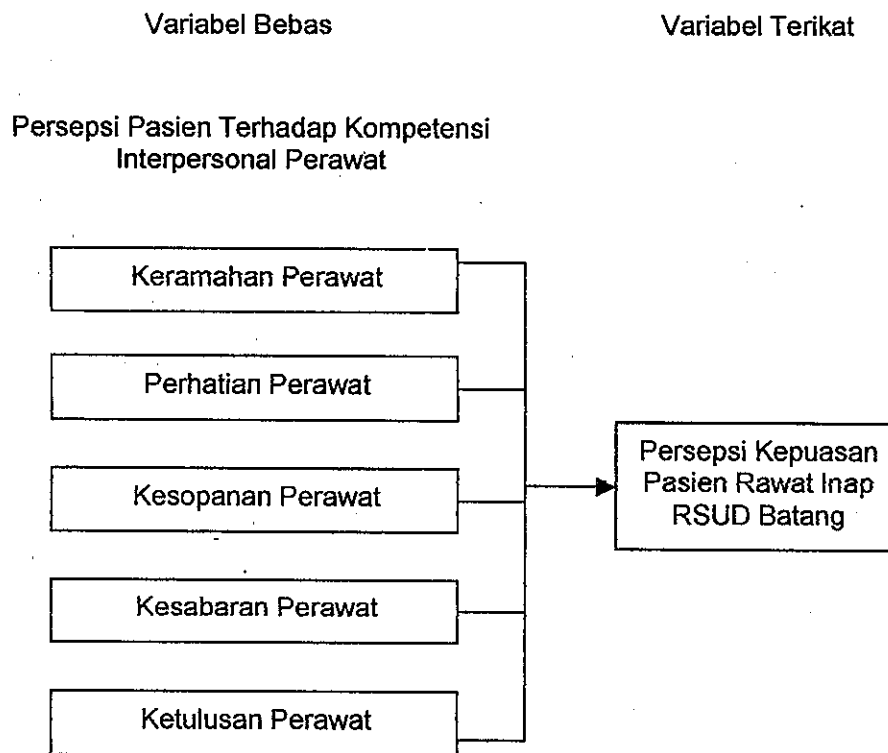 Variabel Bebas
Variabel Terikat
Persepsi Pasien Terhadap Kompetensi
Interpersonal Perawat
Keramahan Perawat
Perhatian Perawat
Kesopanan Perawat
Kesabaran Perawat
Ketulusan Perawat
Persepsi Kepuasan
Pasien Rawat Inap
RSUD Batang